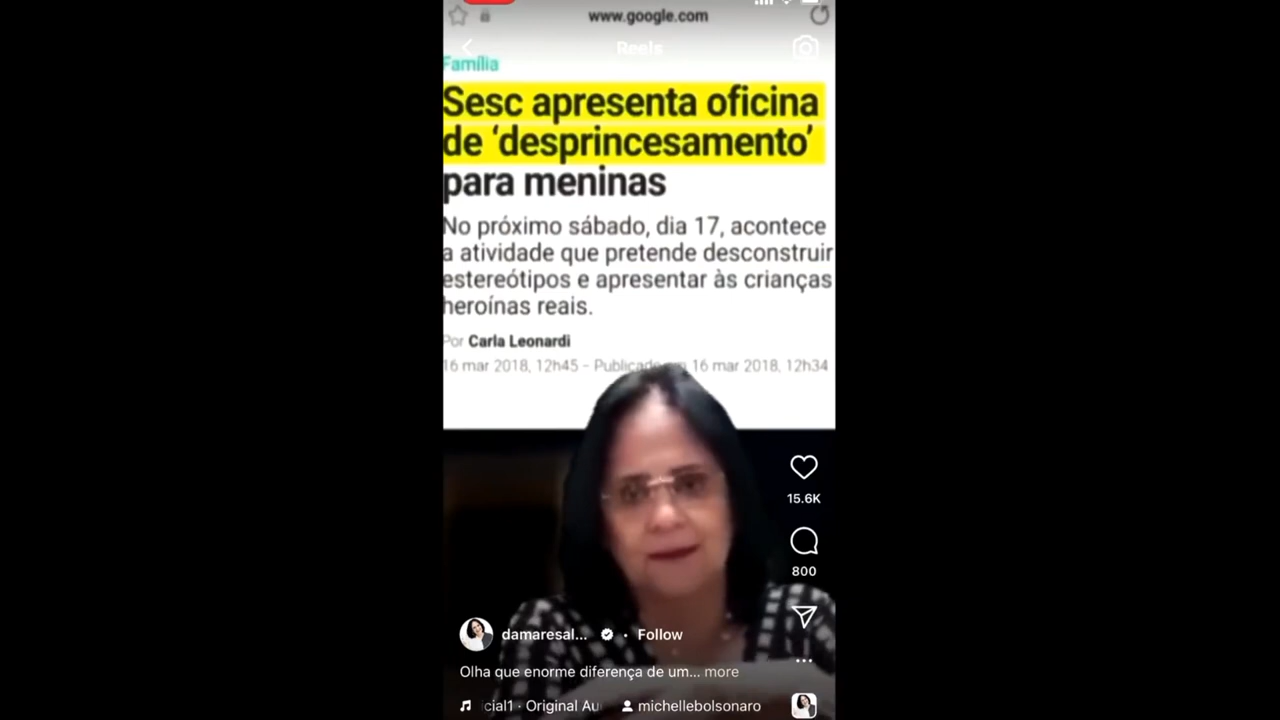 www.google.com
Reels
Família
Sesc apresenta oficina
de ‘desprincesamento’
para meninas
No próximo sábado, dia 17, acontece
a atividade que pretende desconstruir
estereótipos e apresentar às crianças
heroínas reais.
Por Carla Leonardi
16 mar 2018, 12h45 - Publicado em 16 mar 2018, 12h34
15.6K
800
damaresal... · Follow
Olha que enorme diferença de um... more
cial1 · Original Au
michellebolsonaro